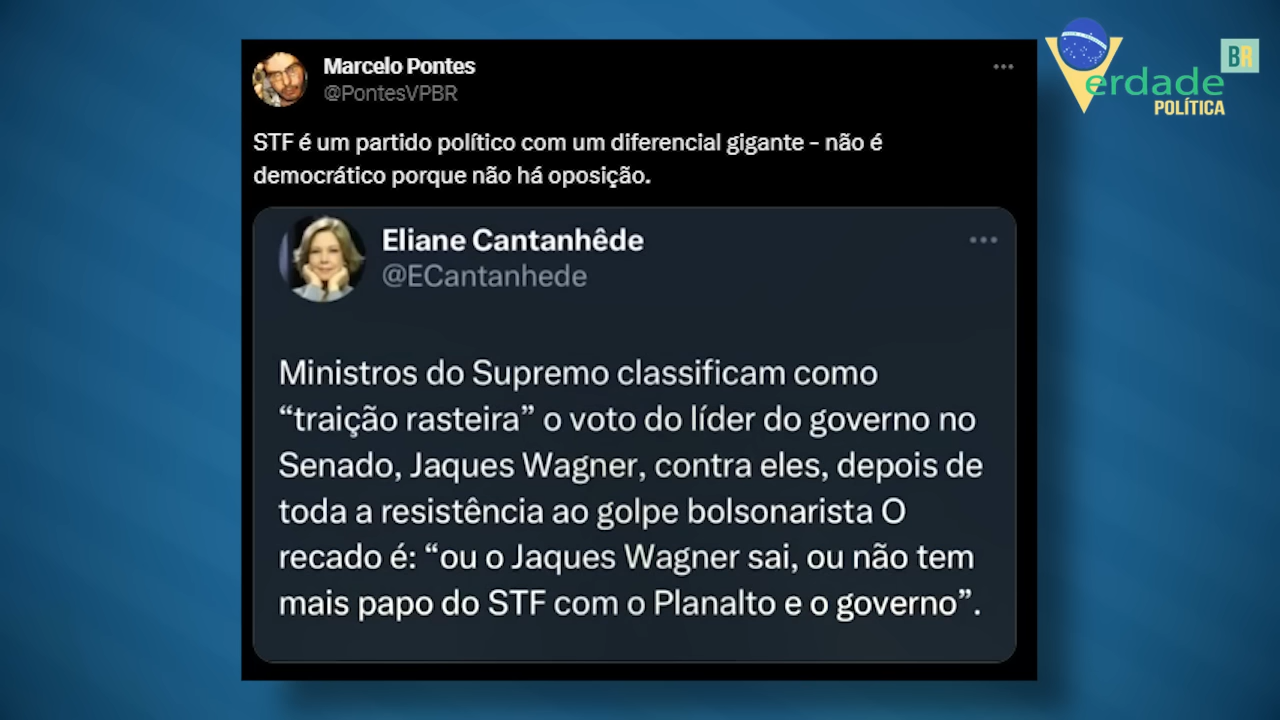 Marcelo Pontes
@PontesVPBR
STF é um partido político com um diferencial gigante - não é
democrático porque não há oposição.
Eliane Cantanhêde
@ECantanhede
Ministros do Supremo classificam como
“traição rasteira” o voto do líder do governo no
Senado, Jaques Wagner, contra eles, depois de
toda a resistência ao golpe bolsonarista O
recado é: “ou o Jaques Wagner sai, ou não tem
mais papo do STF com o Planalto e o governo”.
Verdade
POLÍTICA
BR